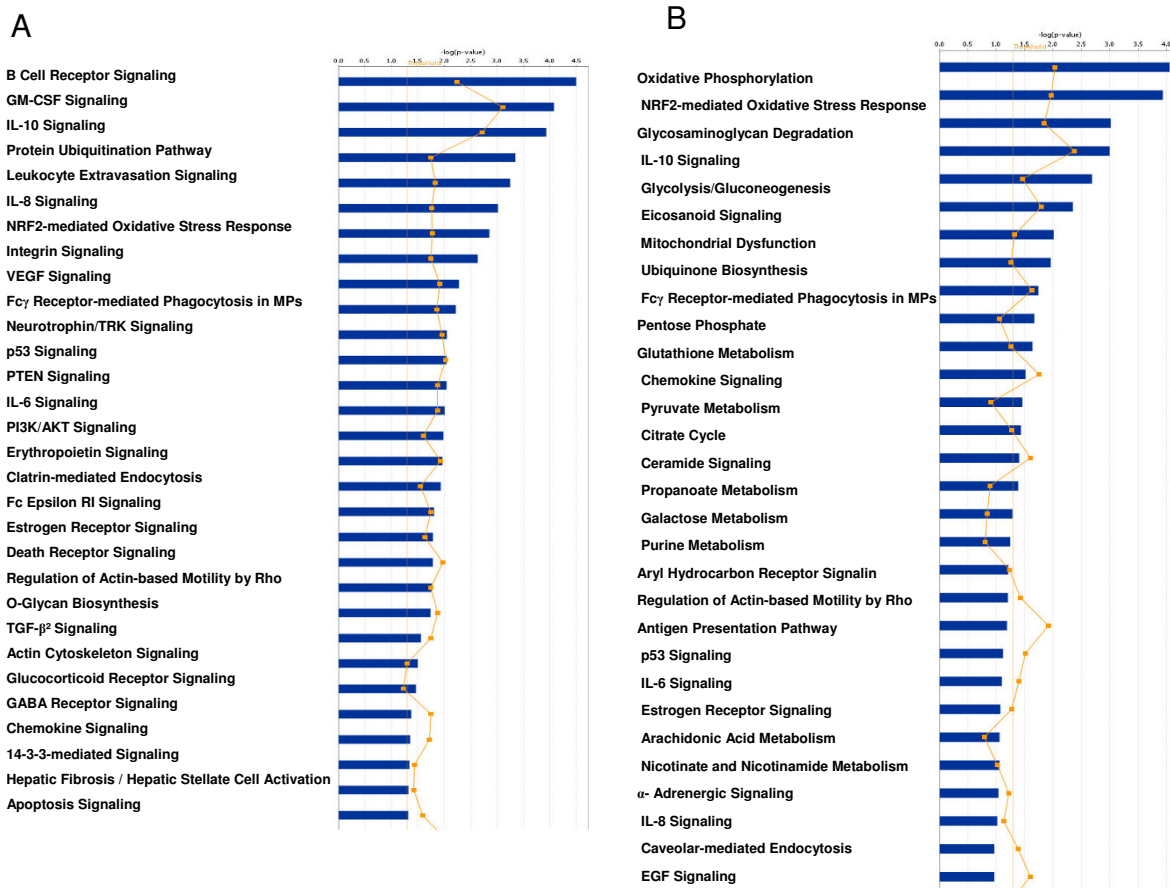 A
-log(p-value)
Threshold
0.0 0.5 1.0 1.5 2.0 2.5 3.0 3.5 4.0 4.5
B Cell Receptor Signaling
GM-CSF Signaling
IL-10 Signaling
Protein Ubiquitination Pathway
Leukocyte Extravasation Signaling
IL-8 Signaling
NRF2-mediated Oxidative Stress Response
Integrin Signaling
VEGF Signaling
Fcγ Receptor-mediated Phagocytosis in MPs
Neurotrophin/TRK Signaling
p53 Signaling
PTEN Signaling
IL-6 Signaling
PI3K/AKT Signaling
Erythropoietin Signaling
Clatrin-mediated Endocytosis
Fc Epsilon RI Signaling
Estrogen Receptor Signaling
Death Receptor Signaling
Regulation of Actin-based Motility by Rho
O-Glycan Biosynthesis
TGF-β² Signaling
Actin Cytoskeleton Signaling
Glucocorticoid Receptor Signaling
GABA Receptor Signaling
Chemokine Signaling
14-3-3-mediated Signaling
Hepatic Fibrosis / Hepatic Stellate Cell Activation
Apoptosis Signaling
B
-log(p-value)
Threshold
0.0 0.5 1.0 1.5 2.0 2.5 3.0 3.5 4.0
Oxidative Phosphorylation
NRF2-mediated Oxidative Stress Response
Glycosaminoglycan Degradation
IL-10 Signaling
Glycolysis/Gluconeogenesis
Eicosanoid Signaling
Mitochondrial Dysfunction
Ubiquinone Biosynthesis
Fcγ Receptor-mediated Phagocytosis in MPs
Pentose Phosphate
Glutathione Metabolism
Chemokine Signaling
Pyruvate Metabolism
Citrate Cycle
Ceramide Signaling
Propanoate Metabolism
Galactose Metabolism
Purine Metabolism
Aryl Hydrocarbon Receptor Signalin
Regulation of Actin-based Motility by Rho
Antigen Presentation Pathway
p53 Signaling
IL-6 Signaling
Estrogen Receptor Signaling
Arachidonic Acid Metabolism
Nicotinate and Nicotinamide Metabolism
α- Adrenergic Signaling
IL-8 Signaling
Caveolar-mediated Endocytosis
EGF Signaling